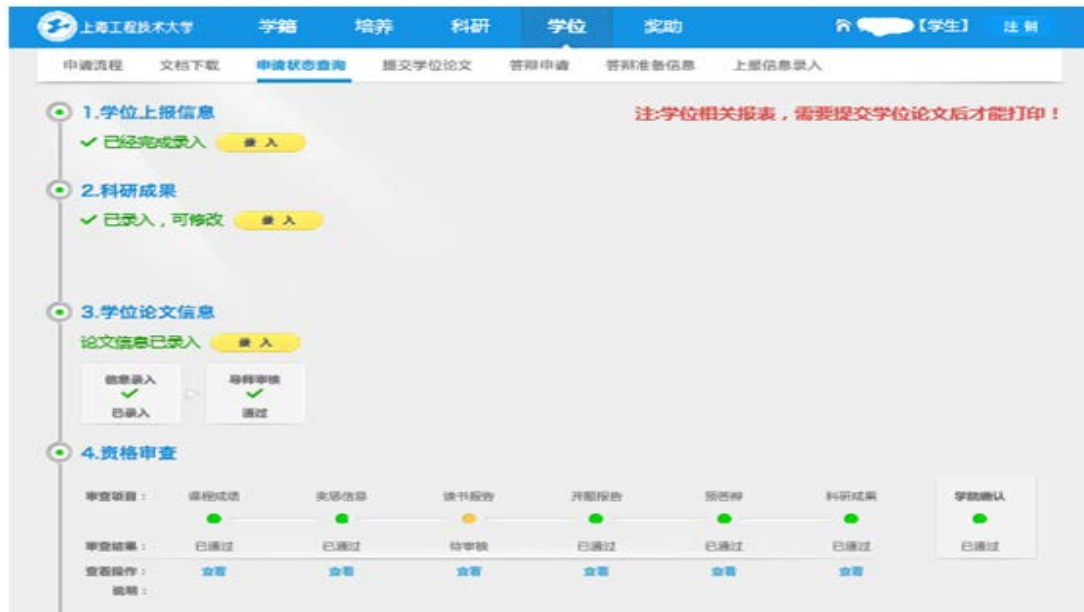 上海工程技术大学 学籍 培养 科研 学位 奖助 【学生】
申请流程 文档下载 申请状态查询 提交学位论文 答辩申请 答辩准备信息 上报信息录入
1.学位上报信息 注:学位相关报表，需要提交学位论文后才能打印！
已经完成录入 录入
2.科研成果
已录入，可修改 录入
3.学位论文信息
论文信息已录入 录入
信息录入 导师审核
已录入 通过
4.资格审查
审查项目： 课程成绩 奖惩信息 读书报告 开题报告 预答辩 科研成果 学院确认
审查结果： 已通过 已通过 待审核 已通过 已通过 已通过 已通过
查看操作： 查看 查看 查看 查看 查看 查看
说明：